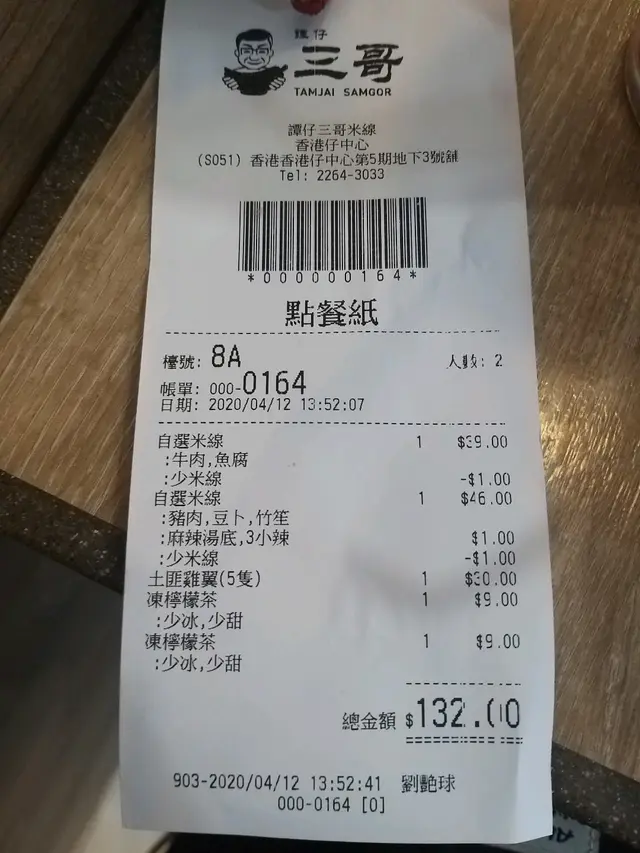 譚仔
三哥
TAMJAI SAMGOR
譚仔三哥米線
香港仔中心
(S051) 香港香港仔中心第5期地下3號舖
Tel: 2264-3033
*000000164*
點餐紙
檯號: 8A 人數: 2
帳單: 000-0164
日期: 2020/04/12 13:52:07
自選米線 1 $39.00
:牛肉,魚腐
:少米線 -$1.00
自選米線 1 $46.00
:豬肉,豆卜,竹笙
:麻辣湯底,3小辣 $1.00
:少米線 -$1.00
土匪雞翼(5隻) 1 $30.00
凍檸檬茶 1 $9.00
:少冰,少甜
凍檸檬茶 1 $9.00
:少冰,少甜
總金額 $132.00
903-2020/04/12 13:52:41 劉艷球
000-0164 [0]